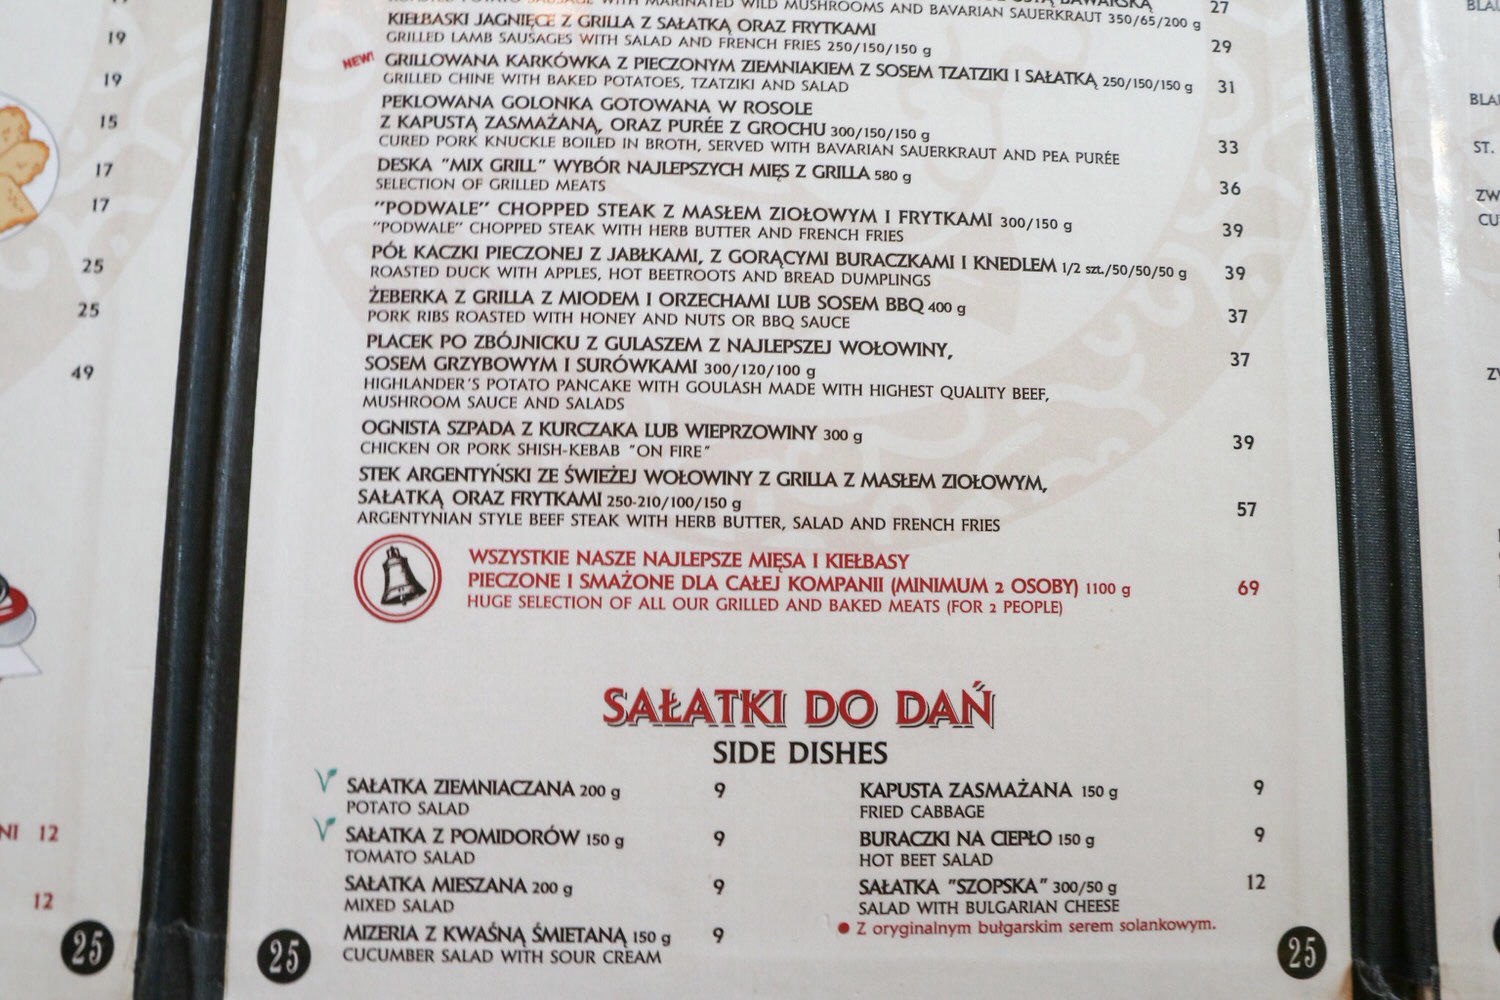 19
19
15
17
17
25
25
49
NI 12
12
25
WITH MARINATED WILD MUSHROOMS AND BAVARIAN SAUERKRAUT 350/65/200 g 27
KIEŁBASKI JAGNIĘCE Z GRILLA Z SAŁATKĄ ORAZ FRYTKAMI
GRILLED LAMB SAUSAGES WITH SALAD AND FRENCH FRIES 250/150/150 g 29
NEW! GRILLOWANA KARKÓWKA Z PIECZONYM ZIEMNIAKIEM Z SOSEM TZATZIKI I SAŁATKĄ 250/150/150 g 31
GRILLED CHINE WITH BAKED POTATOES, TZATZIKI AND SALAD
PEKLOWANA GOLONKA GOTOWANA W ROSOLE
Z KAPUSTĄ ZASMAŻANĄ, ORAZ PURÉE Z GROCHU 300/150/150 g
CURED PORK KNUCKLE BOILED IN BROTH, SERVED WITH BAVARIAN SAUERKRAUT AND PEA PURÉE 33
DESKA "MIX GRILL" WYBÓR NAJLEPSZYCH MIĘS Z GRILLA 580 g
SELECTION OF GRILLED MEATS 36
"PODWALE" CHOPPED STEAK Z MASŁEM ZIOŁOWYM I FRYTKAMI 300/150 g
"PODWALE" CHOPPED STEAK WITH HERB BUTTER AND FRENCH FRIES 39
PÓŁ KACZKI PIECZONEJ Z JABŁKAMI, Z GORĄCYMI BURACZKAMI I KNEDLEM 1/2 szt./50/50/50 g 39
ROASTED DUCK WITH APPLES, HOT BEETROOTS AND BREAD DUMPLINGS
ŻEBERKA Z GRILLA Z MIODEM I ORZECHAMI LUB SOSEM BBQ 400 g
PORK RIBS ROASTED WITH HONEY AND NUTS OR BBQ SAUCE 37
PLACEK PO ZBÓJNICKU Z GULASZEM Z NAJLEPSZEJ WOŁOWINY,
SOSEM GRZYBOWYM I SURÓWKAMI 300/120/100 g 37
HIGHLANDER'S POTATO PANCAKE WITH GOULASH MADE WITH HIGHEST QUALITY BEEF,
MUSHROOM SAUCE AND SALADS
OGNISTA SZPADA Z KURCZAKA LUB WIEPRZOWINY 300 g
CHICKEN OR PORK SHISH-KEBAB "ON FIRE" 39
STEK ARGENTYŃSKI ZE ŚWIEŻEJ WOŁOWINY Z GRILLA Z MASŁEM ZIOŁOWYM,
SAŁATKĄ ORAZ FRYTKAMI 250-210/100/150 g 57
ARGENTYNIAN STYLE BEEF STEAK WITH HERB BUTTER, SALAD AND FRENCH FRIES
WSZYSTKIE NASZE NAJLEPSZE MIĘSA I KIEŁBASY
PIECZONE I SMAŻONE DLA CAŁEJ KOMPANII (MINIMUM 2 OSOBY) 1100 g 69
HUGE SELECTION OF ALL OUR GRILLED AND BAKED MEATS (FOR 2 PEOPLE)
SAŁATKI DO DAŃ
SIDE DISHES
SAŁATKA ZIEMNIACZANA 200 g 9
POTATO SALAD
SAŁATKA Z POMIDORÓW 150 g 9
TOMATO SALAD
SAŁATKA MIESZANA 200 g 9
MIXED SALAD
MIZERIA Z KWAŚNĄ ŚMIETANĄ 150 g 9
CUCUMBER SALAD WITH SOUR CREAM
KAPUSTA ZASMAŻANA 150 g 9
FRIED CABBAGE
BURACZKI NA CIEPŁO 150 g 9
HOT BEET SALAD
SAŁATKA "SZOPSKA" 300/50 g 12
SALAD WITH BULGARIAN CHEESE
● Z oryginalnym bułgarskim serem solankowym.
25
25
ST.
ZW
CU